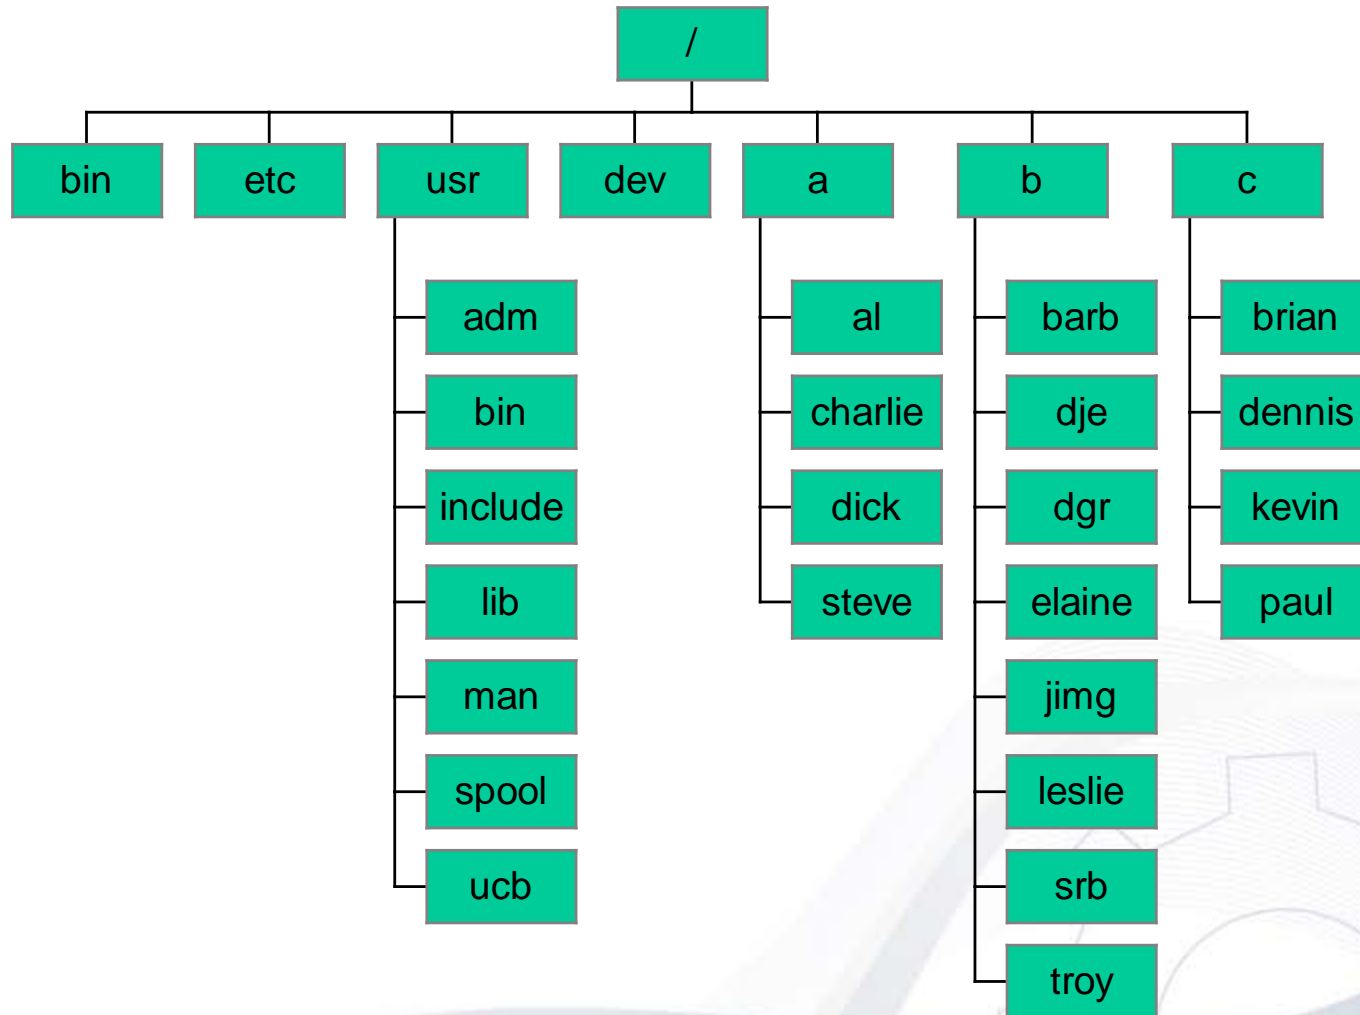 /
bin
etc
usr
dev
a
b
c
adm
bin
include
lib
man
spool
ucb
al
charlie
dick
steve
barb
dje
dgr
elaine
jimg
leslie
srb
troy
brian
dennis
kevin
paul